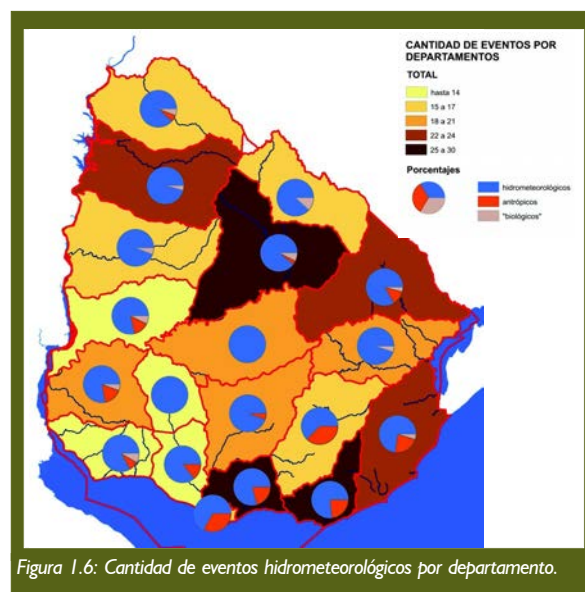 CANTIDAD DE EVENTOS POR
DEPARTAMENTOS
TOTAL
hasta 14
15 a 17
18 a 21
22 a 24
25 a 30
Porcentajes
hidrometeorológicos
antrópicos
"biológicos"
Figura 1.6: Cantidad de eventos hidrometeorológicos por departamento.